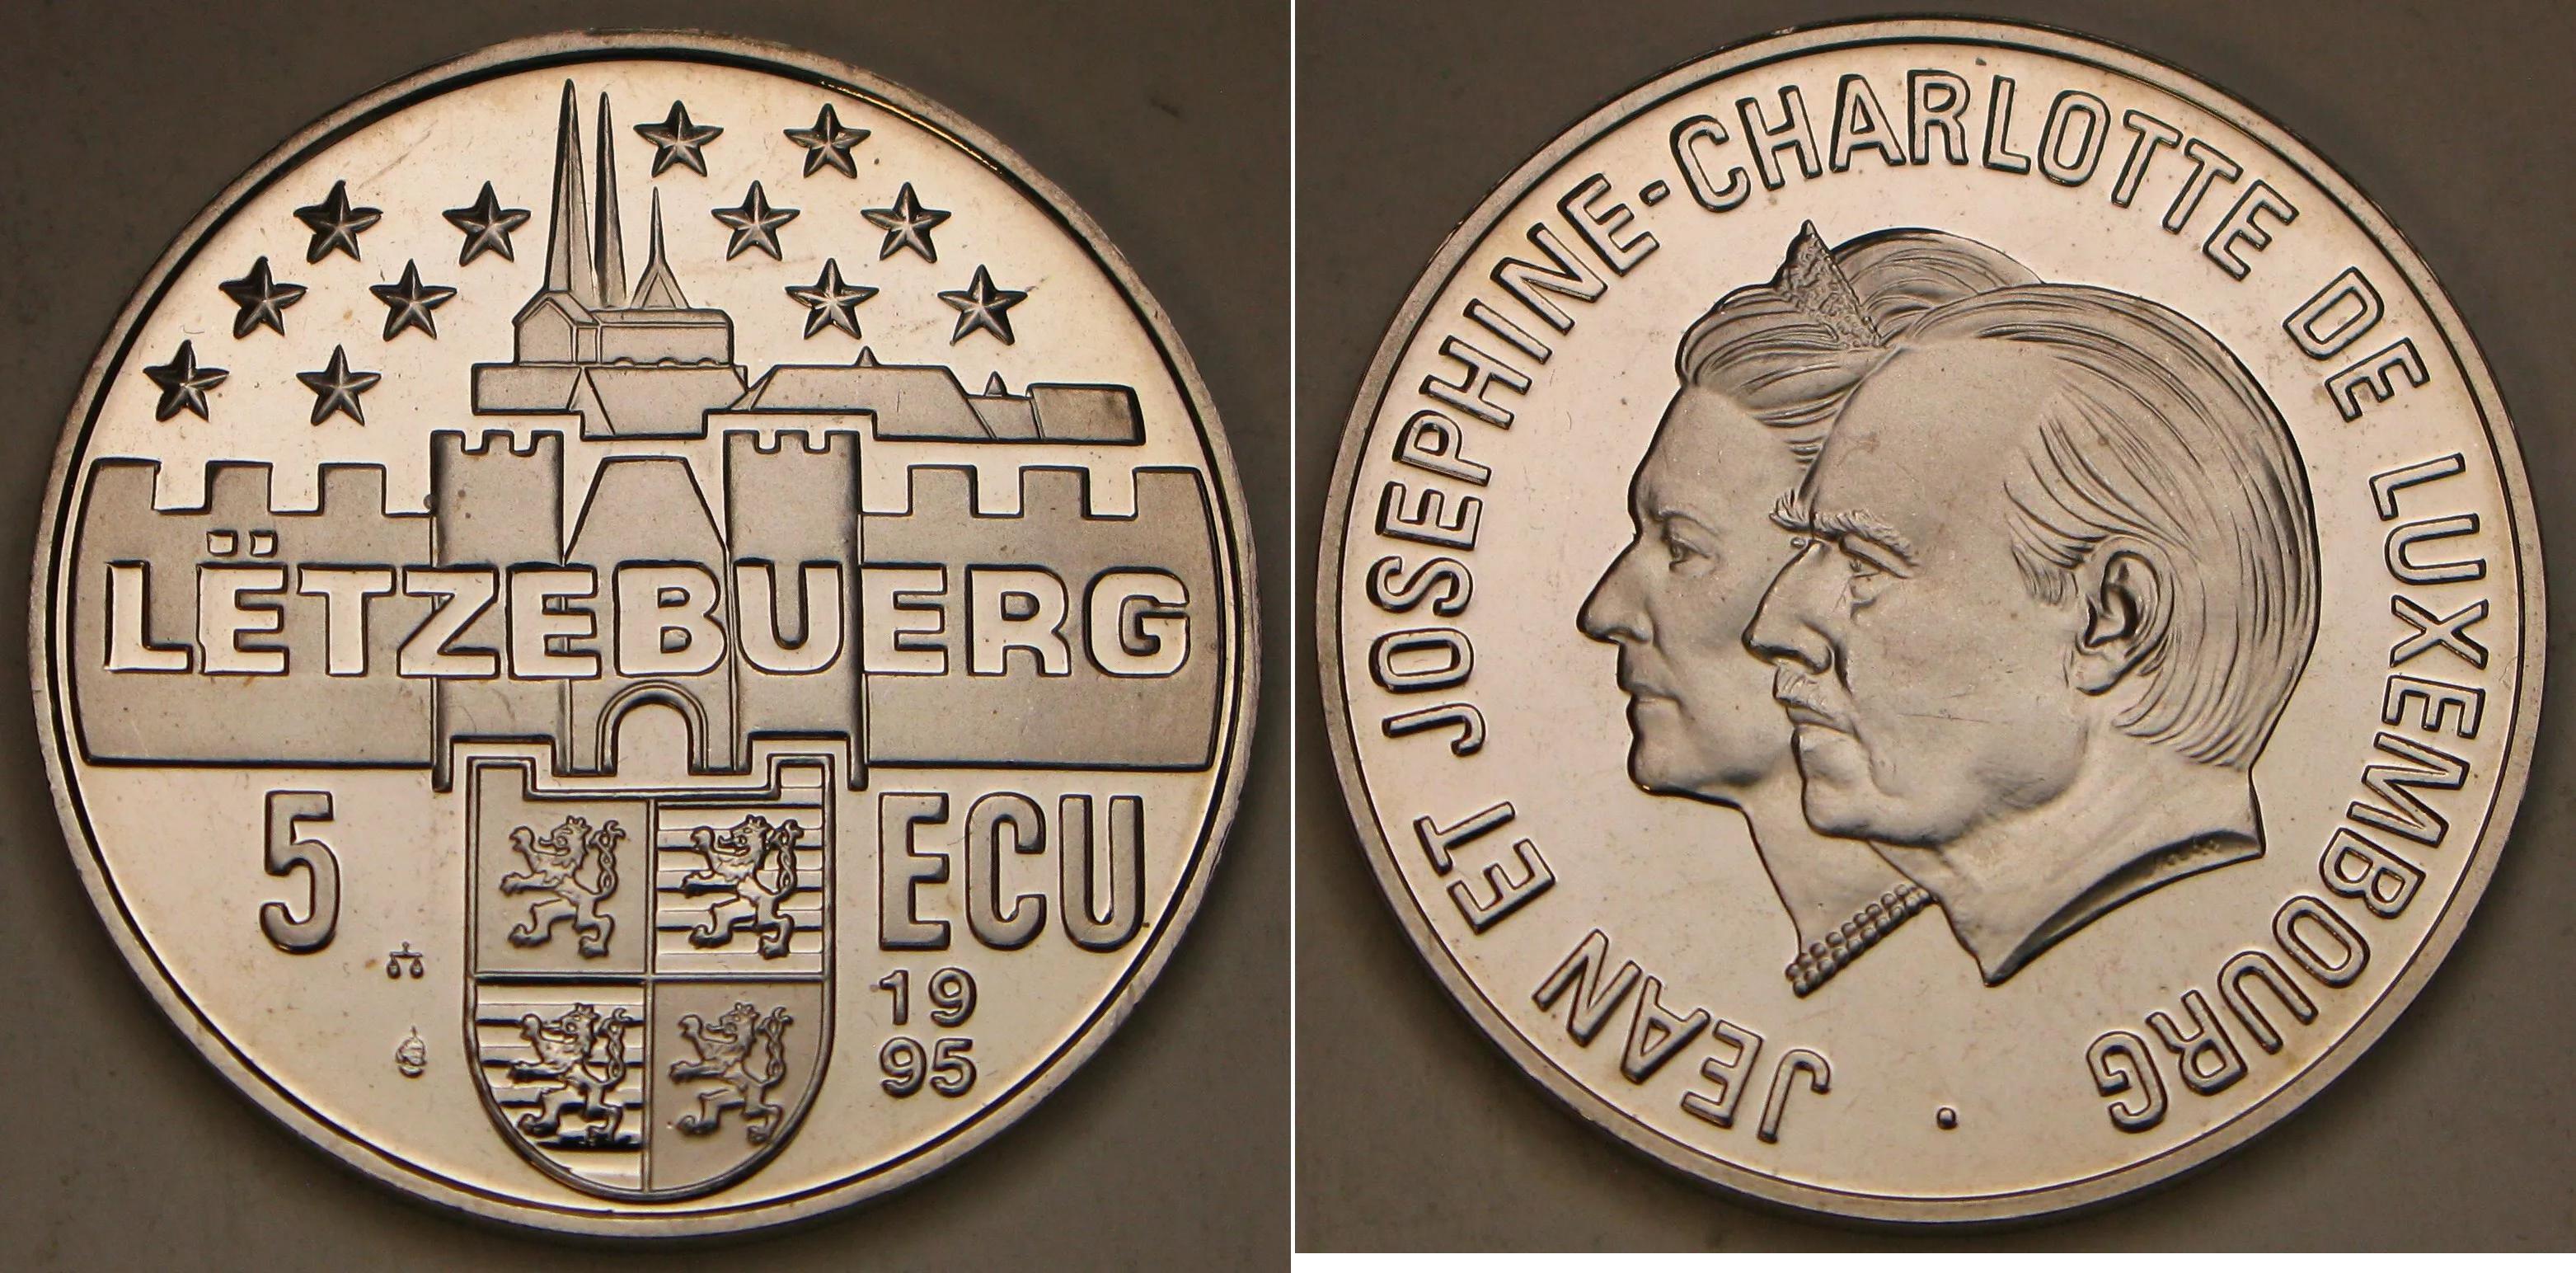 LËTZEBUERG
5 ECU
19
95
JEAN ET JOSEPHINE-CHARLOTTE DE LUXEMBOURG .